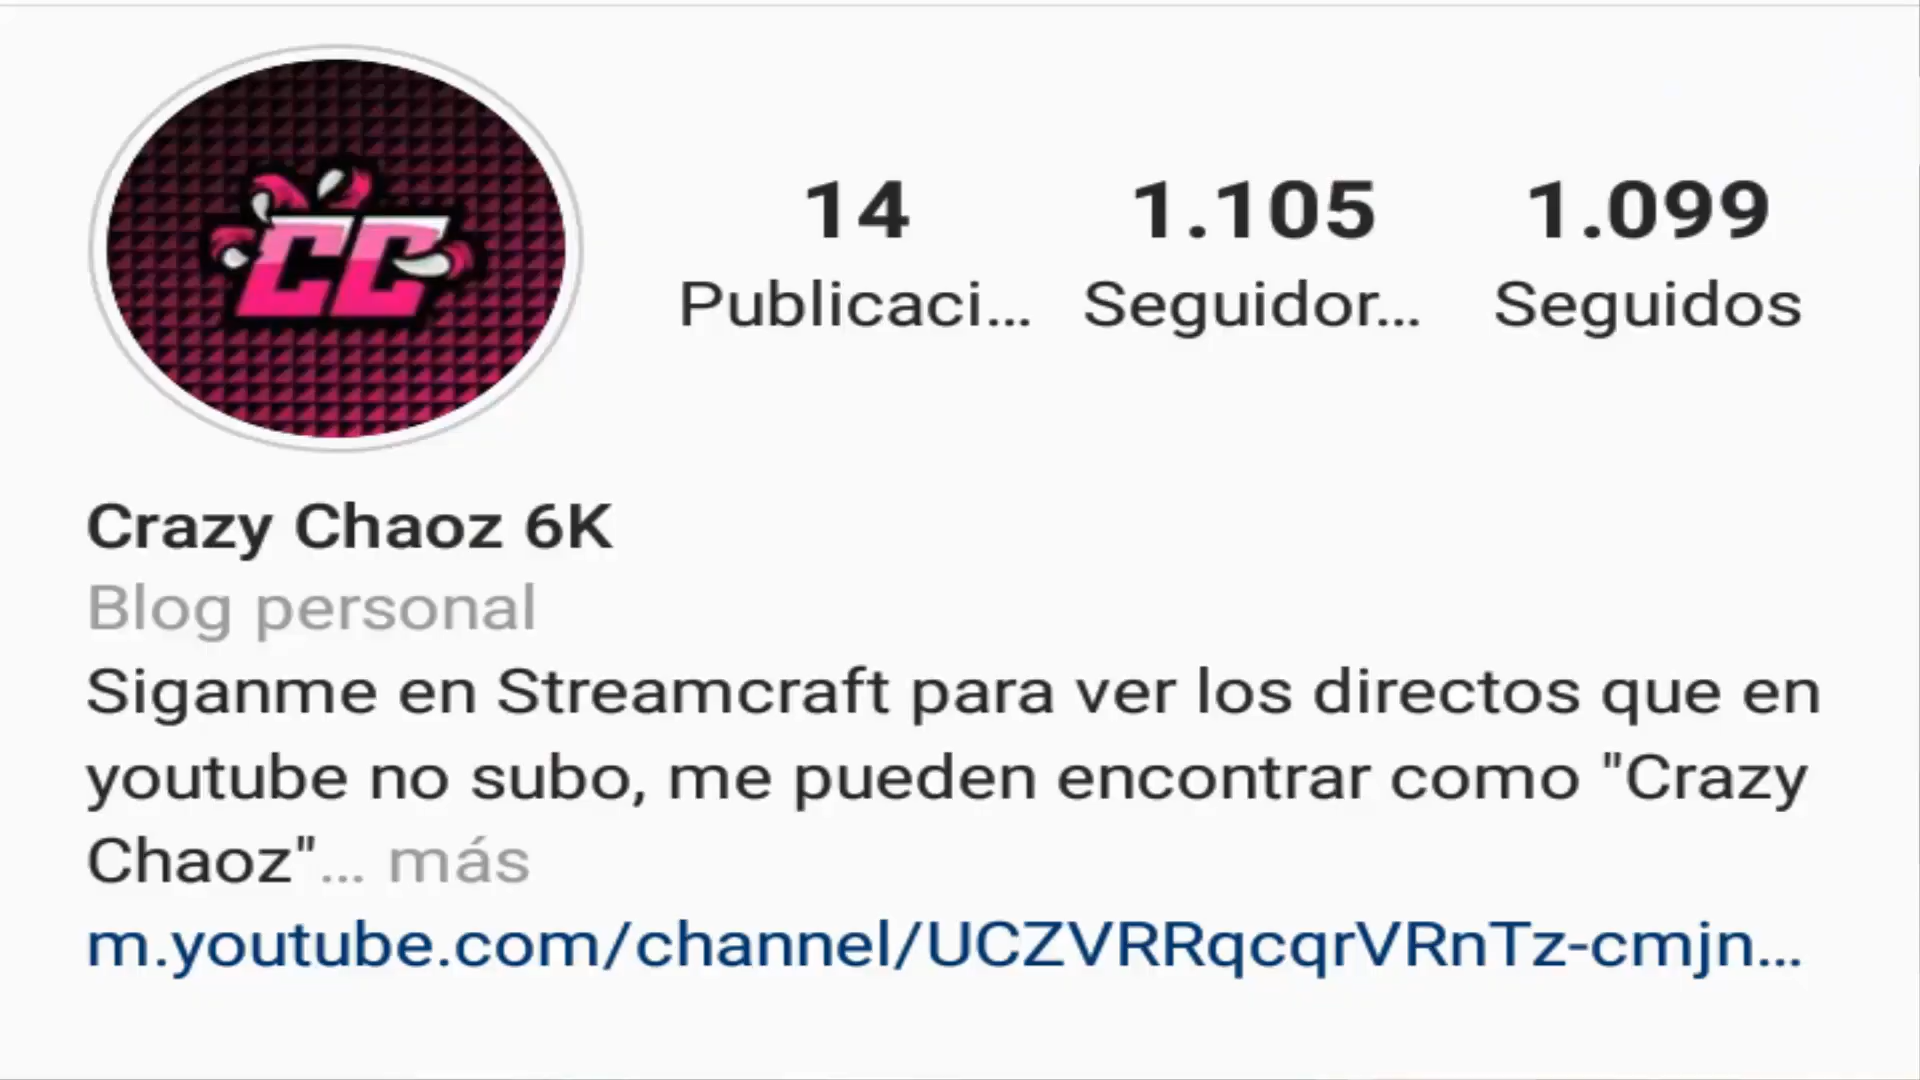 CC
14 1.105 1.099
Publicaci... Seguidor... Seguidos
Crazy Chaoz 6K
Blog personal
Siganme en Streamcraft para ver los directos que en
youtube no subo, me pueden encontrar como "Crazy
Chaoz"... más
m.youtube.com/channel/UCZVRRqcqrVRnTz-cmjn...